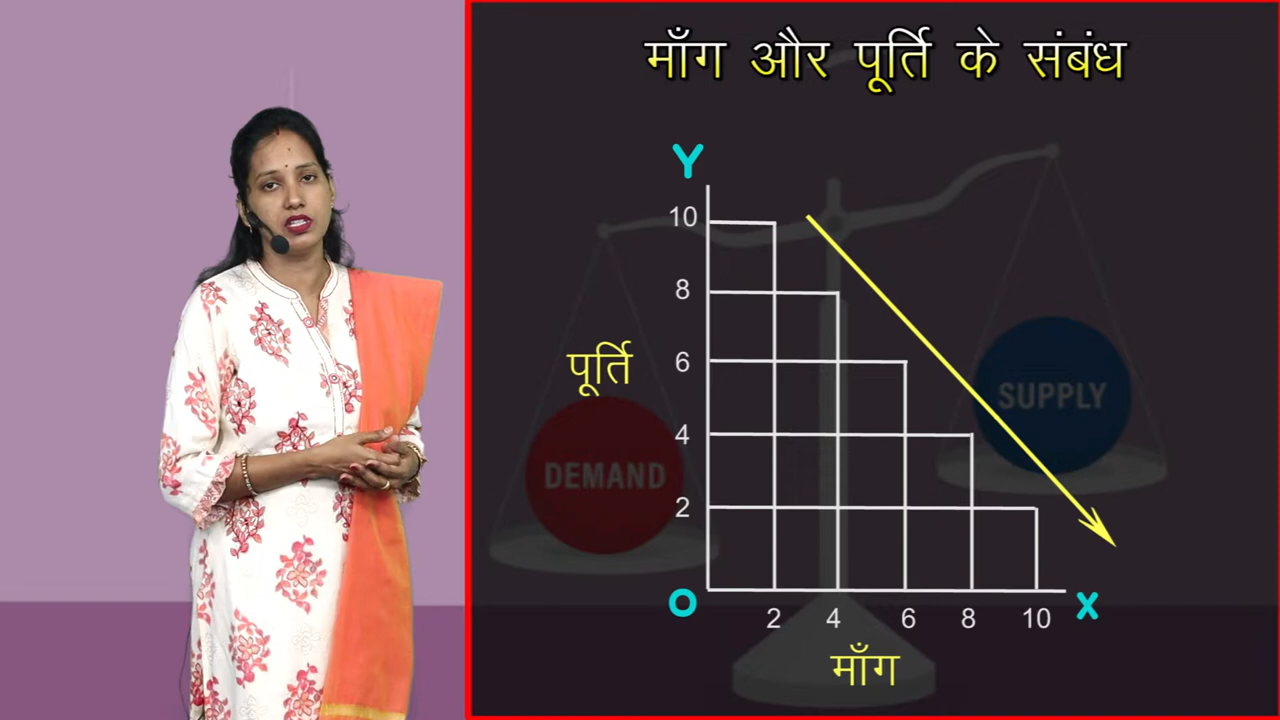 माँग और पूर्ति के संबंध
Y
10
8
6
4
2
O
पूर्ति
DEMAND
SUPPLY
2 4 6 8 10
X
माँग